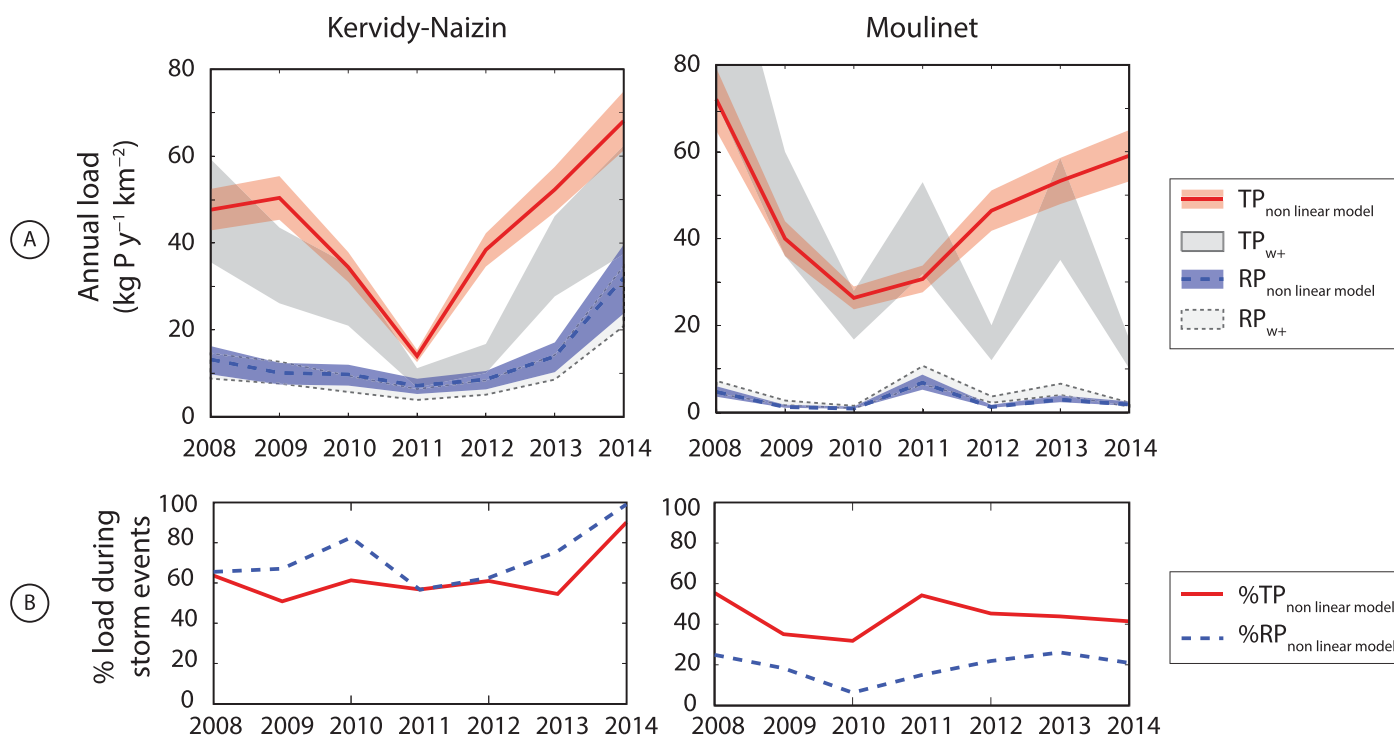 Kervidy-Naizin
Moulinet
A
Annual load
(kg P y⁻¹ km⁻²)
80
60
40
20
0
2008 2009 2010 2011 2012 2013 2014
80
60
40
20
0
2008 2009 2010 2011 2012 2013 2014
TP non linear model
TP w+
RP non linear model
RP w+
B
% load during
storm events
100
80
60
40
20
0
2008 2009 2010 2011 2012 2013 2014
100
80
60
40
20
0
2008 2009 2010 2011 2012 2013 2014
%TP non linear model
%RP non linear model